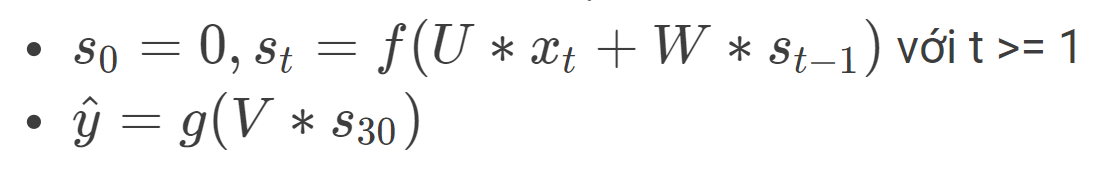 • s₀ = 0, sₜ = f(U * xₜ + W * sₜ₋₁) với t >= 1
• ŷ = g(V * s₃₀)